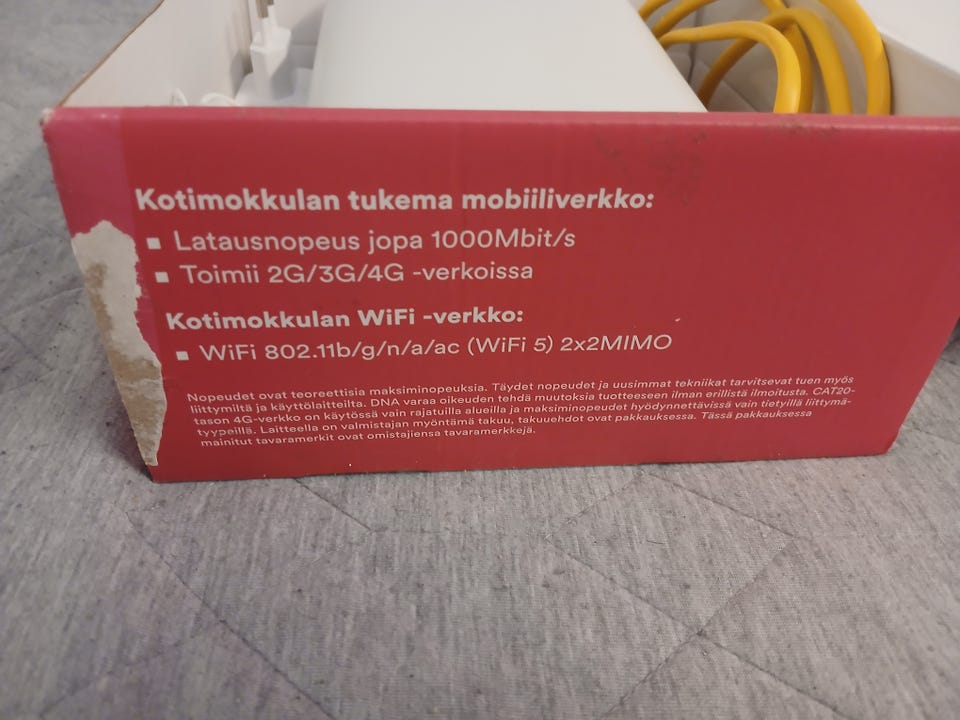 Kotimokkulan tukema mobiiliverkko:
▪ Latausnopeus jopa 1000Mbit/s
▪ Toimii 2G/3G/4G -verkoissa
Kotimokkulan WiFi -verkko:
▪ WiFi 802.11b/g/n/a/ac (WiFi 5) 2x2MIMO
Nopeudet ovat teoreettisia maksiminopeuksia. Täydet nopeudet ja uusimmat tekniikat tarvitsevat tuen myös
liittymiltä ja käyttölaitteilta. DNA varaa oikeuden tehdä muutoksia tuotteeseen ilman erillistä ilmoitusta. CAT20-
tason 4G-verkko on käytössä vain rajatuilla alueilla ja maksiminopeudet hyödynnettävissä vain tietyillä liittymä-
tyypeillä. Laitteella on valmistajan myöntämä takuu, takuuehdot ovat pakkauksessa. Tässä pakkauksessa
mainitut tavaramerkit ovat omistajiensa tavaramerkkejä.